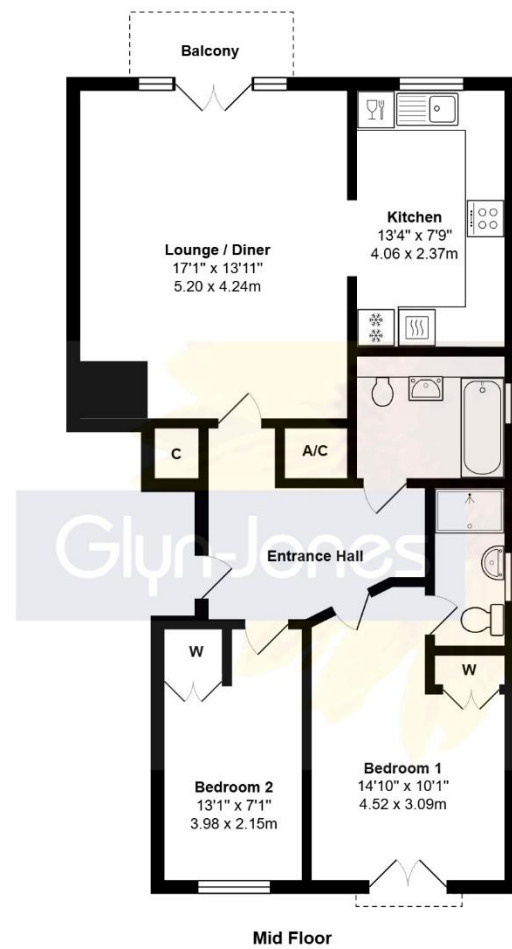 Balcony
Kitchen
13'4" x 7'9"
4.06 x 2.37m
Lounge / Diner
17'1" x 13'11"
5.20 x 4.24m
C
A/C
Glyn-Jones
Entrance Hall
W
W
Bedroom 2
13'1" x 7'1"
3.98 x 2.15m
Bedroom 1
14'10" x 10'1"
4.52 x 3.09m
Mid Floor